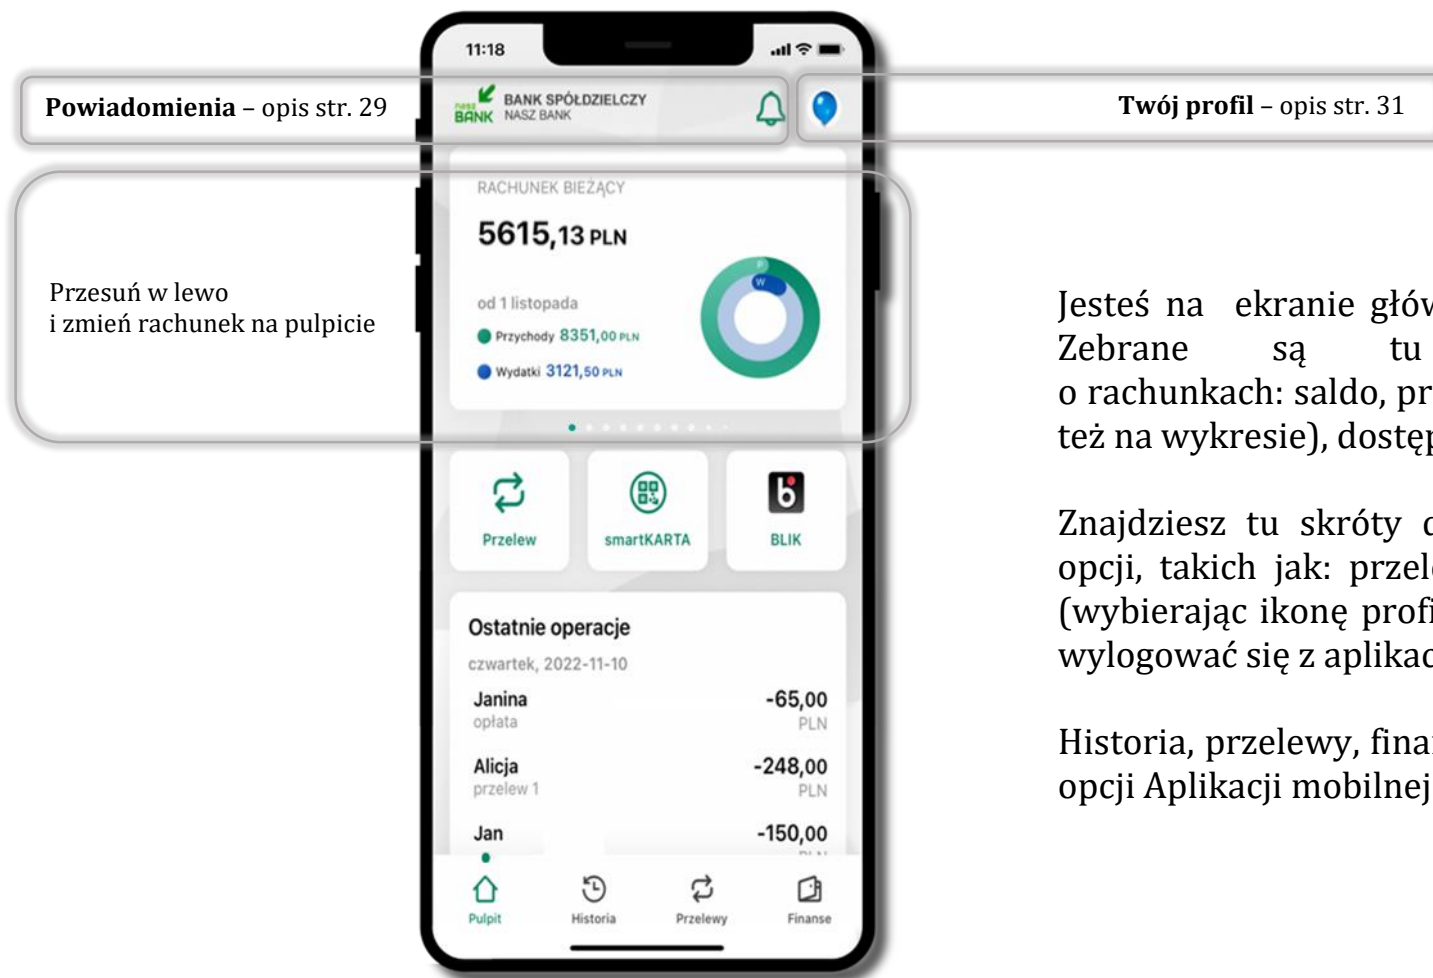 11:18
Powiadomienia – opis str. 29
nasz
BANK
BANK SPÓŁDZIELCZY
NASZ BANK
Twój profil – opis str. 31
RACHUNEK BIEŻĄCY
5615,13 PLN
P
W
od 1 listopada
Przychody 8351,00 PLN
Wydatki 3121,50 PLN
Przesuń w lewo
i zmień rachunek na pulpicie
Przelew
smartKARTA
BLIK
Ostatnie operacje
czwartek, 2022-11-10
Janina -65,00
opłata PLN
Alicja -248,00
przelew 1 PLN
Jan -150,00
Pulpit
Historia
Przelewy
Finanse
Jesteś na ekranie głów
Zebrane są tu
o rachunkach: saldo, pr
też na wykresie), dostęp
Znajdziesz tu skróty
opcji, takich jak: przel
(wybierając ikonę profi
wylogować się z aplikac
Historia, przelewy, finan
opcji Aplikacji mobilnej